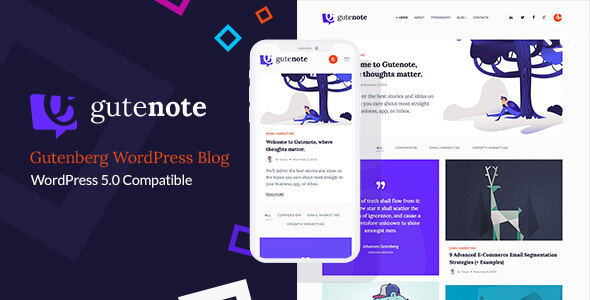 gutenote
Gutenberg WordPress Blog
WordPress 5.0 Compatible
gutenote
Welcome to Gutenote, where
thoughts matter.
We'll deliver the best stories and ideas on
the topics you care about most straight to
your business, app, or inbox.
READ MORE
ALL
CONVERSION
EMAIL MARKETING
GROWTH MARKETING
gutenote
HOME
ABOUT
TYPOGRAPHY
BLOG
CONTACTS
me to Gutenote,
thoughts matter.
er the best stories and ideas on
you care about most straight
business, app, or inbox.
CONVERSION
EMAIL MARKETING
GROWTH MARKETING
of truth shall flow from it:
w star it shall scatter the
of ignorance, and cause a
etofore unknown to shine
amongst men.
Johannes Gutenberg
EMAIL MARKETING
9 Advanced E-Commerce Email Segmentation
Strategies (+ Examples)